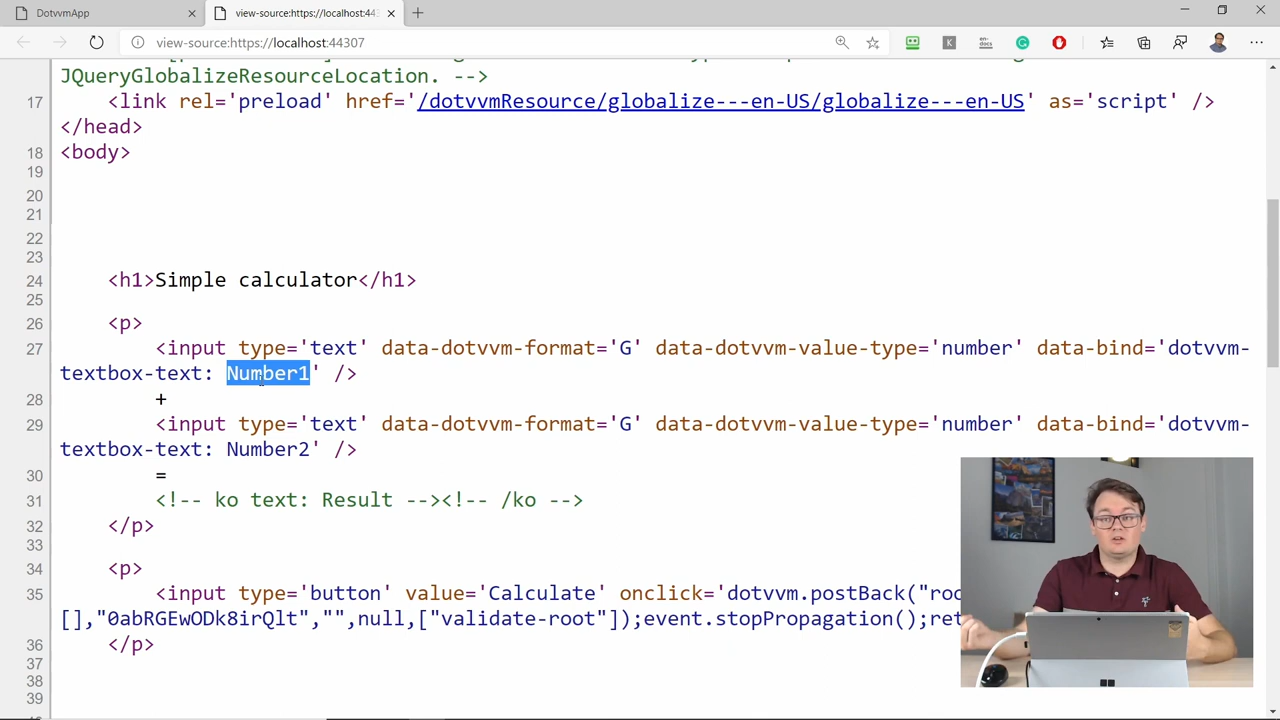 DotvvmApp
view-source:https://localhost:443
view-source:https://localhost:44307
en-docs
K
G
JQueryGlobalizeResourceLocation. -->
17 <link rel='preload' href='/dotvvmResource/globalize---en-US/globalize---en-US' as='script' />
</head>
18 <body>
19
20
21
22
23
24 <h1>Simple calculator</h1>
25
26 <p>
27 <input type='text' data-dotvvm-format='G' data-dotvvm-value-type='number' data-bind='dotvvm-
textbox-text: Number1' />
28 +
29 <input type='text' data-dotvvm-format='G' data-dotvvm-value-type='number' data-bind='dotvvm-
textbox-text: Number2' />
30 =
31 <!-- ko text: Result --><!-- /ko -->
32 </p>
33
34 <p>
35 <input type='button' value='Calculate' onclick='dotvvm.postBack("roo
[],"0abRGEwODk8irQlt","",null,["validate-root"]);event.stopPropagation();ret
36 </p>
37
38
39